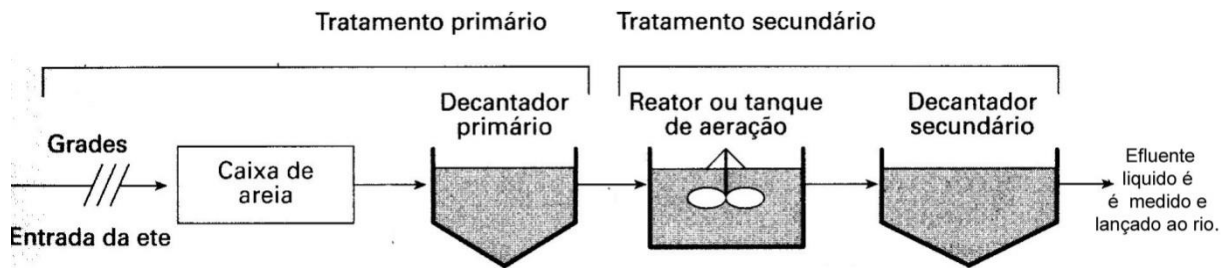 Tratamento primário
Tratamento secundário
Grades
Entrada da ete
Caixa de
areia
Decantador
primário
Reator ou tanque
de aeração
Decantador
secundário
Efluente
liquido é
é medido e
lançado ao rio.